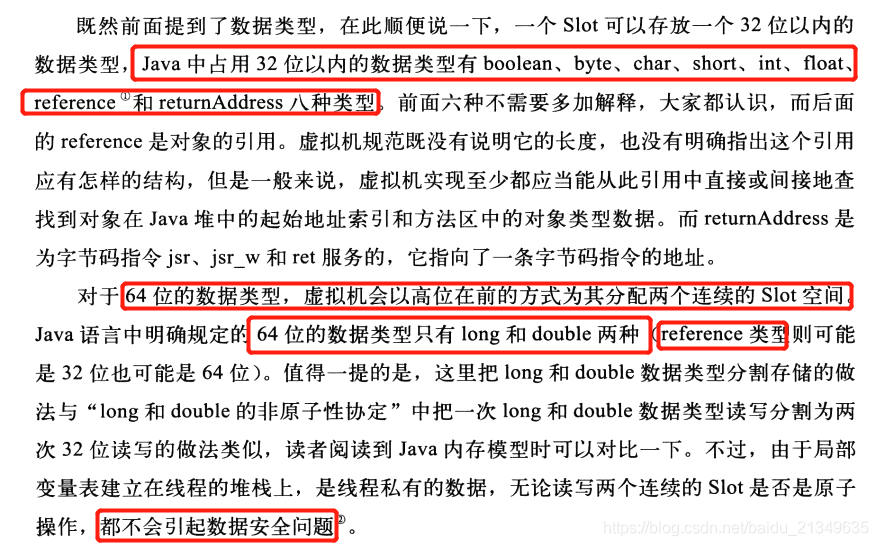 既然前面提到了数据类型，在此顺便说一下，一个 Slot 可以存放一个 32 位以内的
数据类型，Java 中占用 32 位以内的数据类型有 boolean、byte、char、short、int、float、
reference①和 returnAddress 八种类型。前面六种不需要多加解释，大家都认识，而后面
的 reference 是对象的引用。虚拟机规范既没有说明它的长度，也没有明确指出这个引用
应有怎样的结构，但是一般来说，虚拟机实现至少都应当能从此引用中直接或间接地查
找到对象在 Java 堆中的起始地址索引和方法区中的对象类型数据。而 returnAddress 是
为字节码指令 jsr、jsr_w 和 ret 服务的，它指向了一条字节码指令的地址。
对于 64 位的数据类型，虚拟机会以高位在前的方式为其分配两个连续的 Slot 空间。
Java 语言中明确规定的 64 位的数据类型只有 long 和 double 两种（reference 类型则可能
是 32 位也可能是 64 位）。值得一提的是，这里把 long 和 double 数据类型分割存储的做
法与“long 和 double 的非原子性协定”中把一次 long 和 double 数据类型读写分割为两
次 32 位读写的做法类似，读者阅读到 Java 内存模型时可以对比一下。不过，由于局部
变量表建立在线程的堆栈上，是线程私有的数据，无论读写两个连续的 Slot 是否是原子
操作，都不会引起数据安全问题②。
https://blog.csdn.net/baidu_21349635